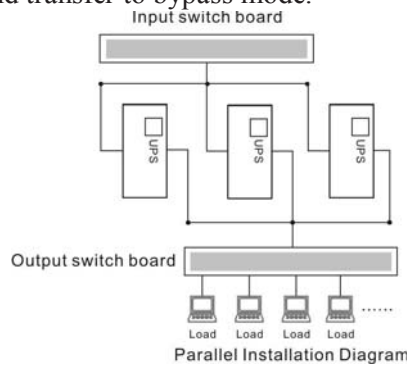 nd transfer to bypass mode.
Input switch board
UPS UPS UPS
Output switch board
......
Load Load Load Load
Parallel Installation Diagram